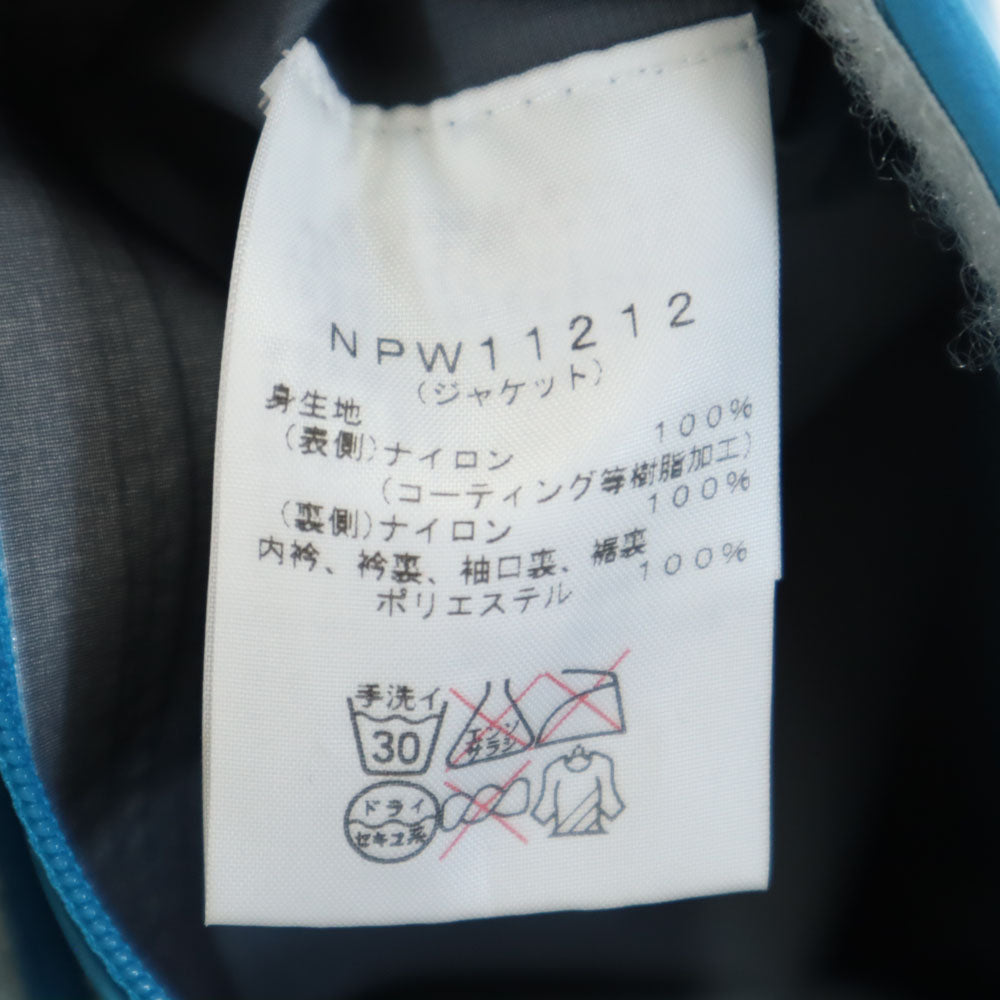 NPW11212
(ジャケット)
身生地
(表側)ナイロン 100%
(コーティング等樹脂加工)
(裏側)ナイロン 100%
内衿、衿裏、袖口裏、裾裏
ポリエステル 100%
手洗イ
30
エンソ
サラシ
ドライ
セキユ系